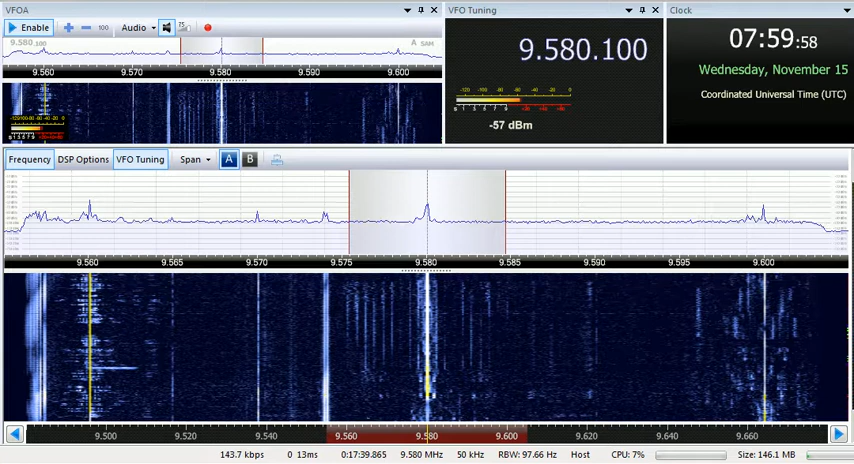 VFOA
Enable 100 Audio 75
9.580.100 A SAM
9.560 9.570 9.580 9.590 9.600
VFO Tuning
9.580.100
-57 dBm
Clock
07:59:58
Wednesday, November 15
Coordinated Universal Time (UTC)
Frequency DSP Options VFO Tuning Span A B
9.560 9.565 9.570 9.575 9.580 9.585 9.590 9.595 9.600
9.500 9.520 9.540 9.560 9.580 9.600 9.620 9.640 9.660
143.7 kbps 0 13ms 0:17:39.865 9.580 MHz 50 kHz RBW: 97.66 Hz Host CPU: 7% Size: 146.1 MB